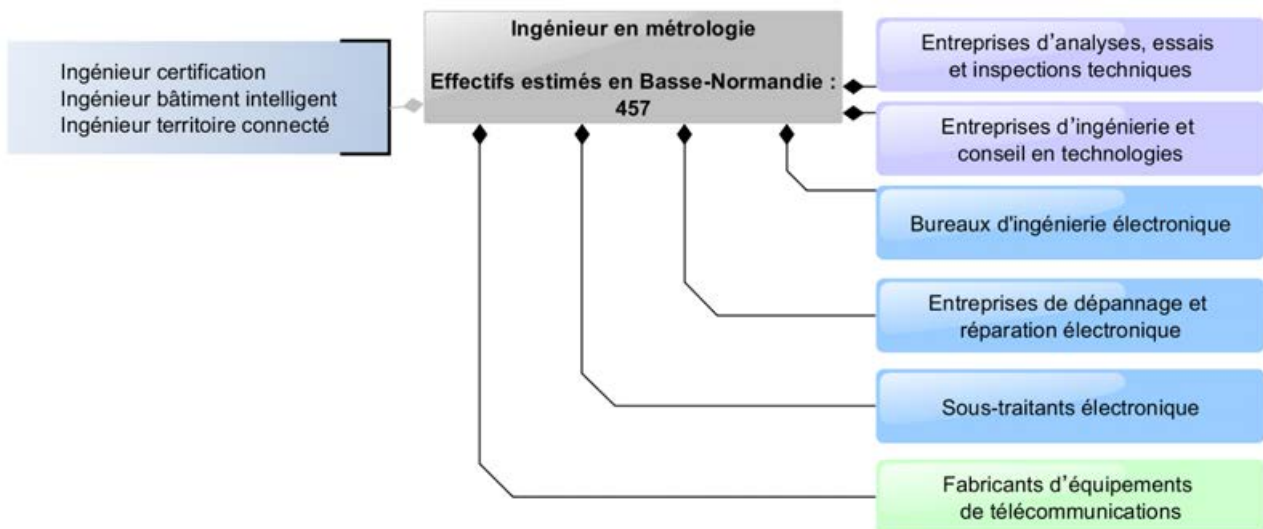 Ingénieur certification
Ingénieur bâtiment intelligent
Ingénieur territoire connecté
Ingénieur en métrologie
Effectifs estimés en Basse-Normandie :
457
Entreprises d’analyses, essais
et inspections techniques
Entreprises d’ingénierie et
conseil en technologies
Bureaux d'ingénierie électronique
Entreprises de dépannage et
réparation électronique
Sous-traitants électronique
Fabricants d’équipements
de télécommunications